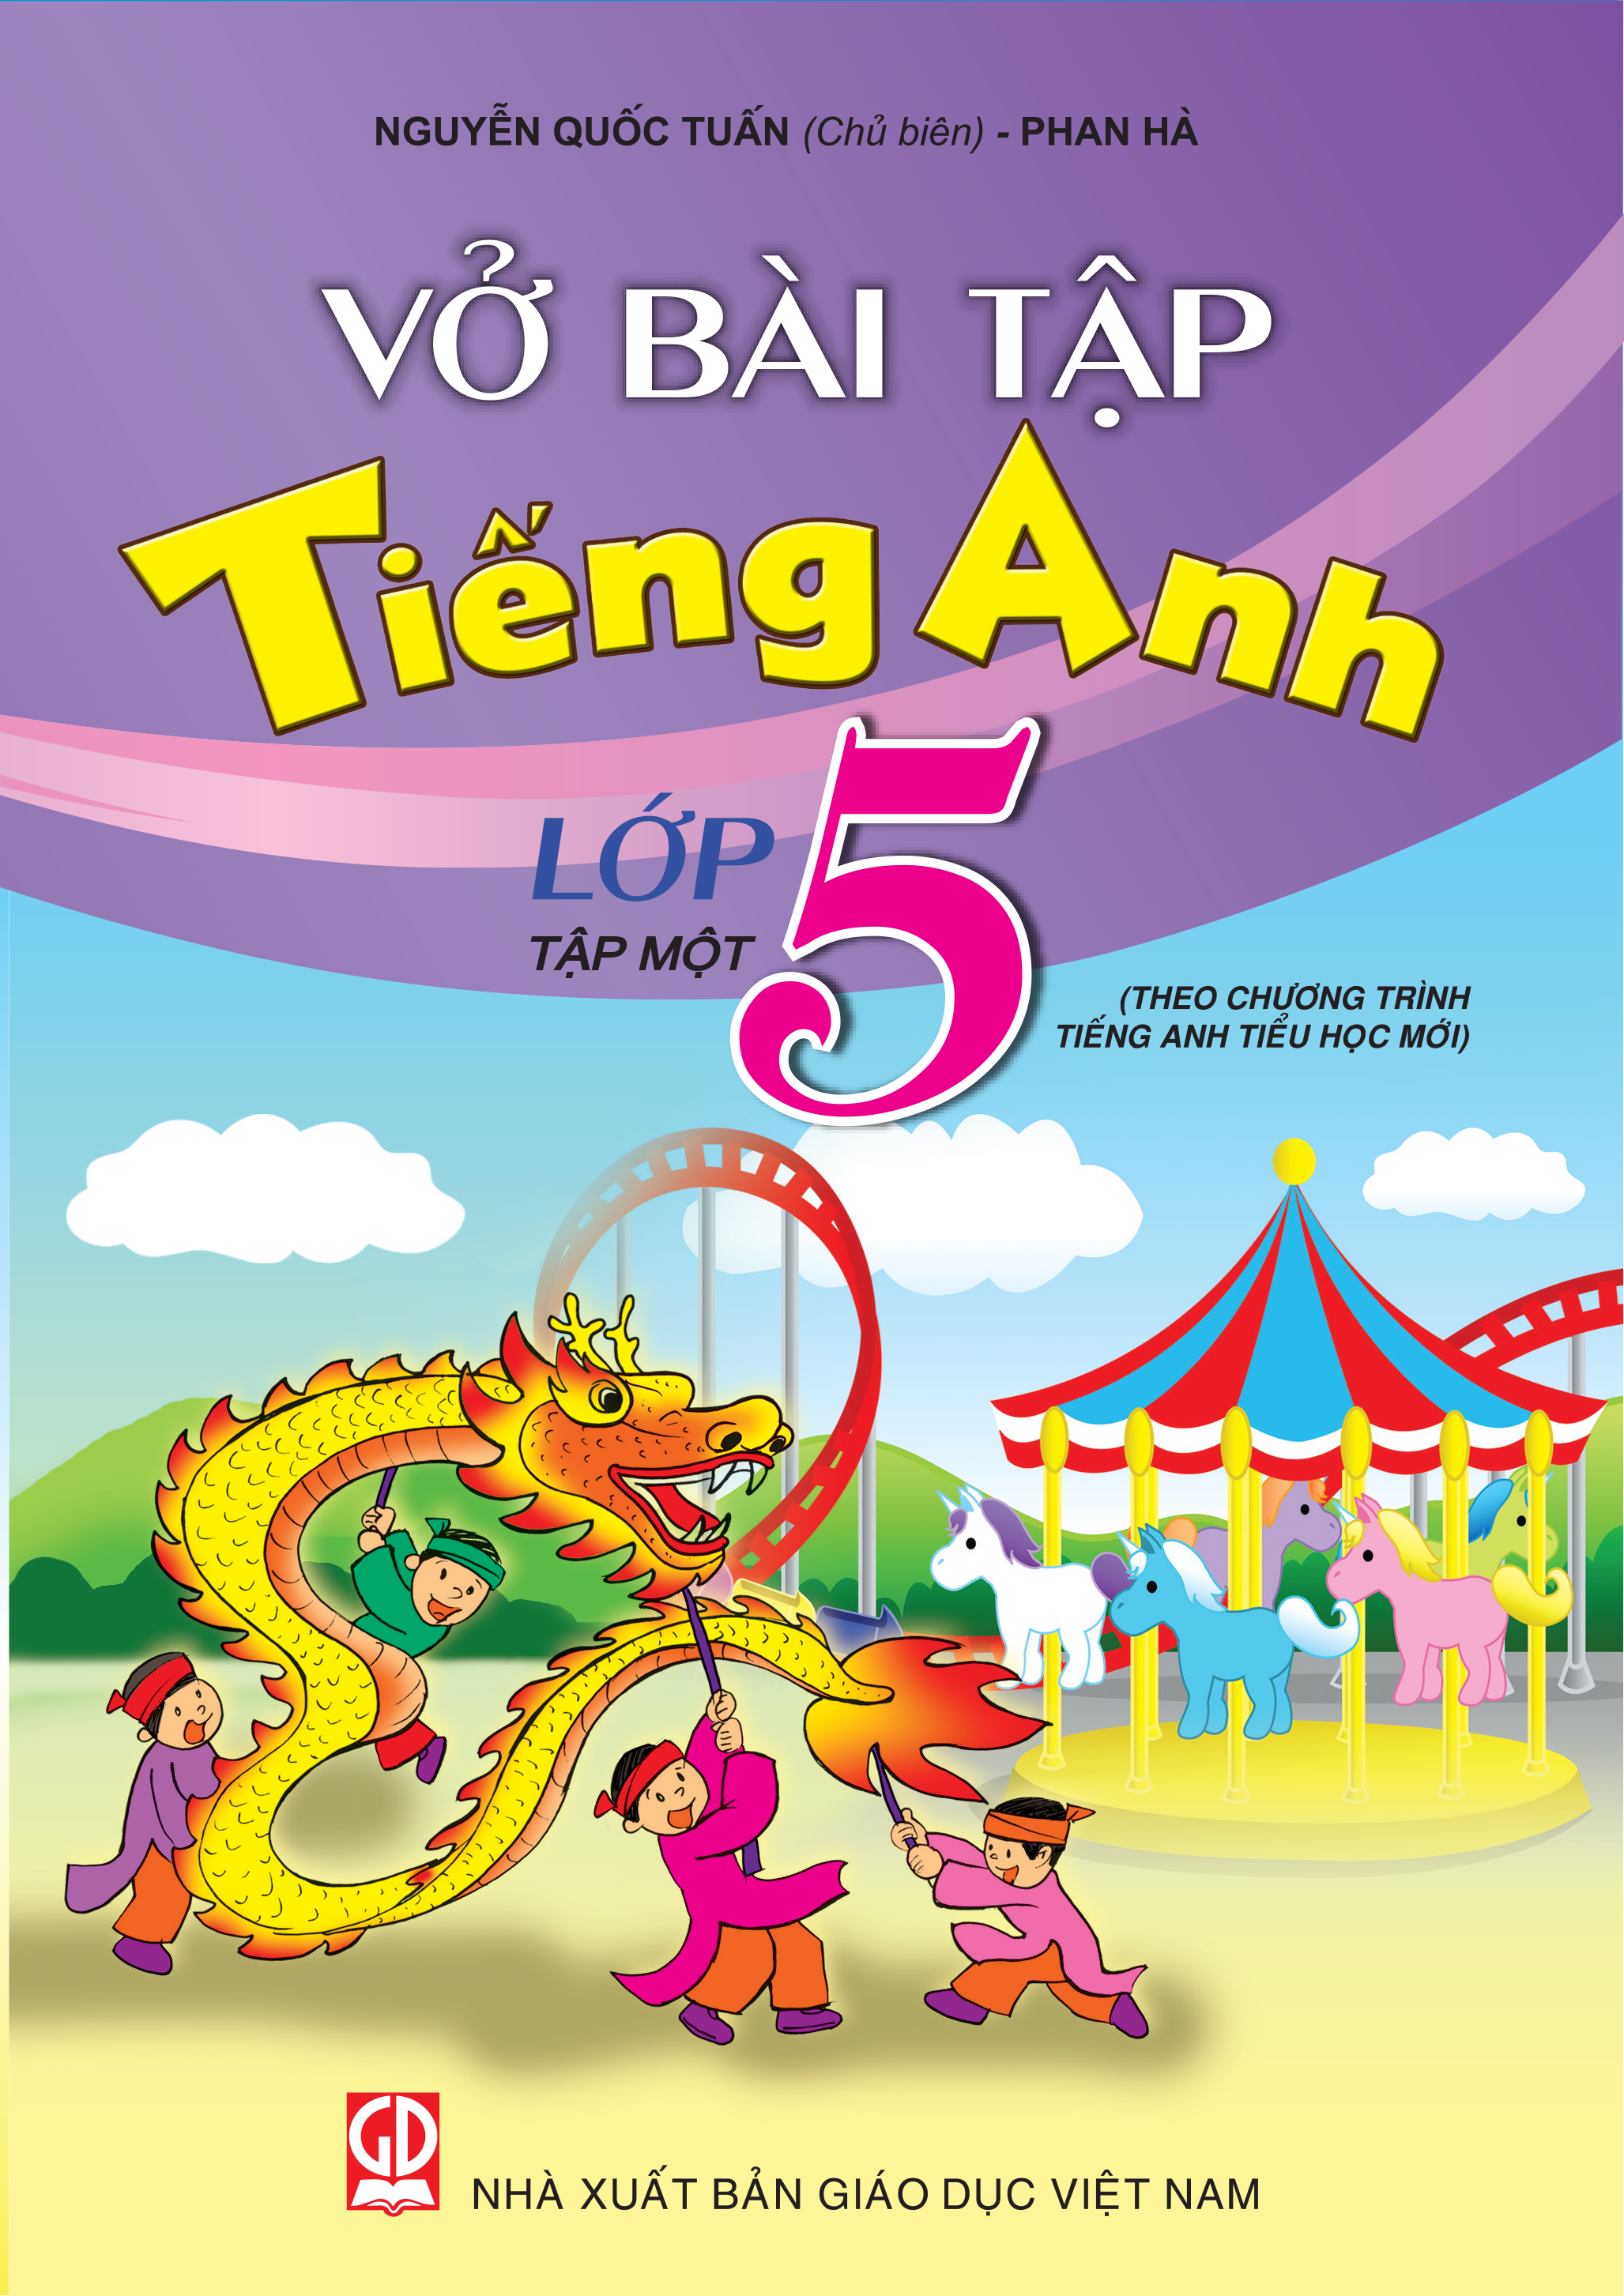 NGUYỄN QUỐC TUẤN (Chủ biên) - PHAN HÀ
VỞ BÀI TẬP
Tiếng Anh
LỚP 5
TẬP MỘT
(THEO CHƯƠNG TRÌNH
TIẾNG ANH TIỂU HỌC MỚI)
GD
NHÀ XUẤT BẢN GIÁO DỤC VIỆT NAM